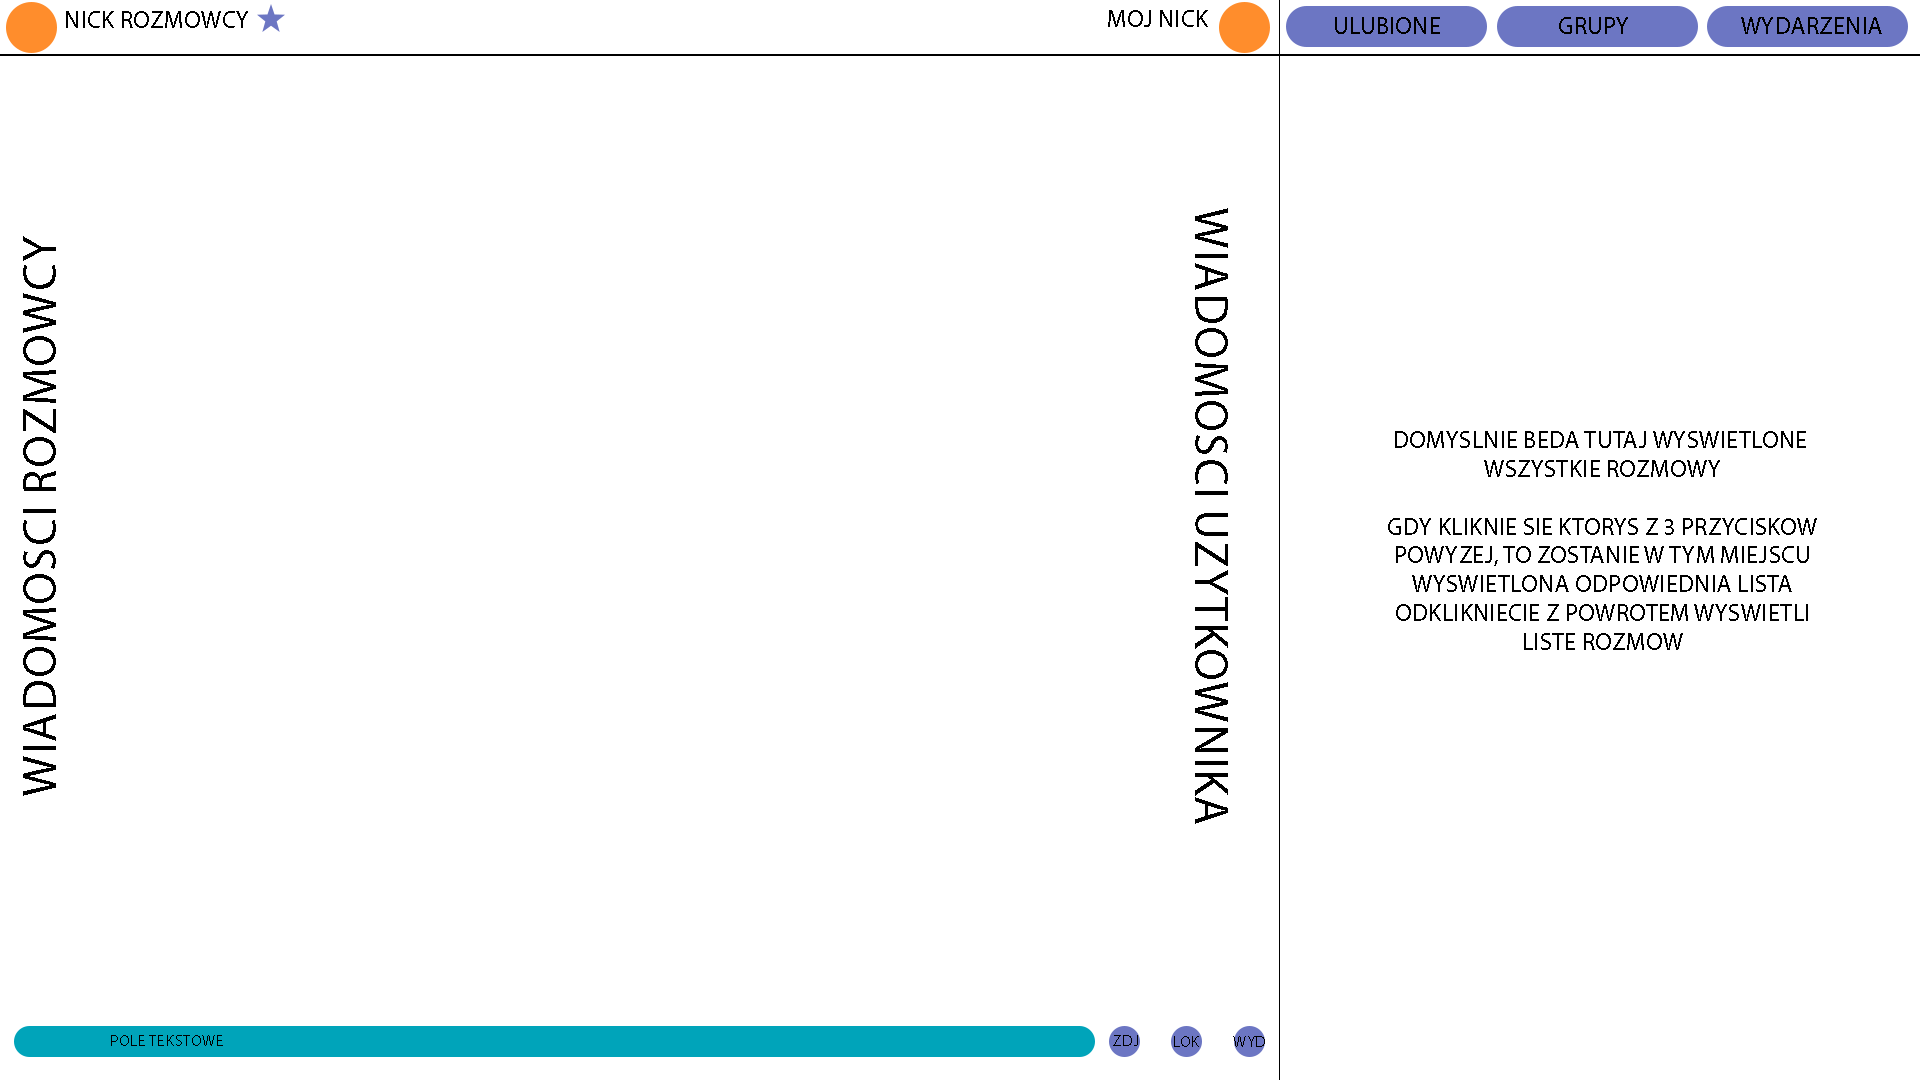 NICK ROZMOWCY
MOJ NICK
ULUBIONE
GRUPY
WYDARZENIA
WIADOMOSCI ROZMOWCY
WIADOMOSCI UZYTKOWNIKA
DOMYSLNIE BEDA TUTAJ WYSWIETLONE
WSZYSTKIE ROZMOWY
GDY KLIKNIE SIE KTORYS Z 3 PRZYCISKOW
POWYZEJ, TO ZOSTANIE W TYM MIEJSCU
WYSWIETLONA ODPOWIEDNIA LISTA
ODKLIKNIECIE Z POWROTEM WYSWIETLI
LISTE ROZMOW
POLE TEKSTOWE
ZDJ
LOK
WYD